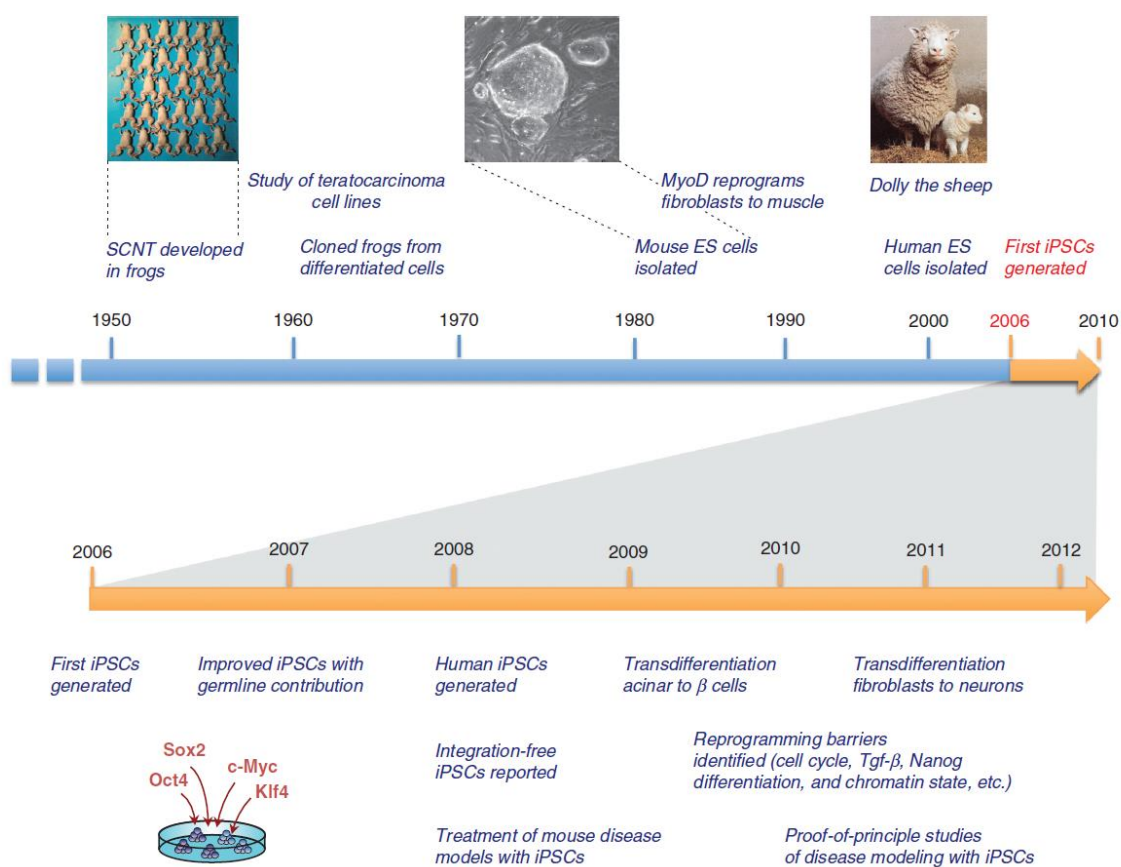 Study of teratocarcinoma
cell lines
MyoD reprograms
fibroblasts to muscle
Dolly the sheep
SCNT developed
in frogs
Cloned frogs from
differentiated cells
Mouse ES cells
isolated
Human ES
cells isolated
First iPSCs
generated
1950
1960
1970
1980
1990
2000
2006
2010
2006
2007
2008
2009
2010
2011
2012
First iPSCs
generated
Improved iPSCs with
germline contribution
Human iPSCs
generated
Transdifferentiation
acinar to β cells
Transdifferentiation
fibroblasts to neurons
Sox2
Oct4
c-Myc
Klf4
Integration-free
iPSCs reported
Reprogramming barriers
identified (cell cycle, Tgf-β, Nanog
differentiation, and chromatin state, etc.)
Treatment of mouse disease
models with iPSCs
Proof-of-principle studies
of disease modeling with iPSCs